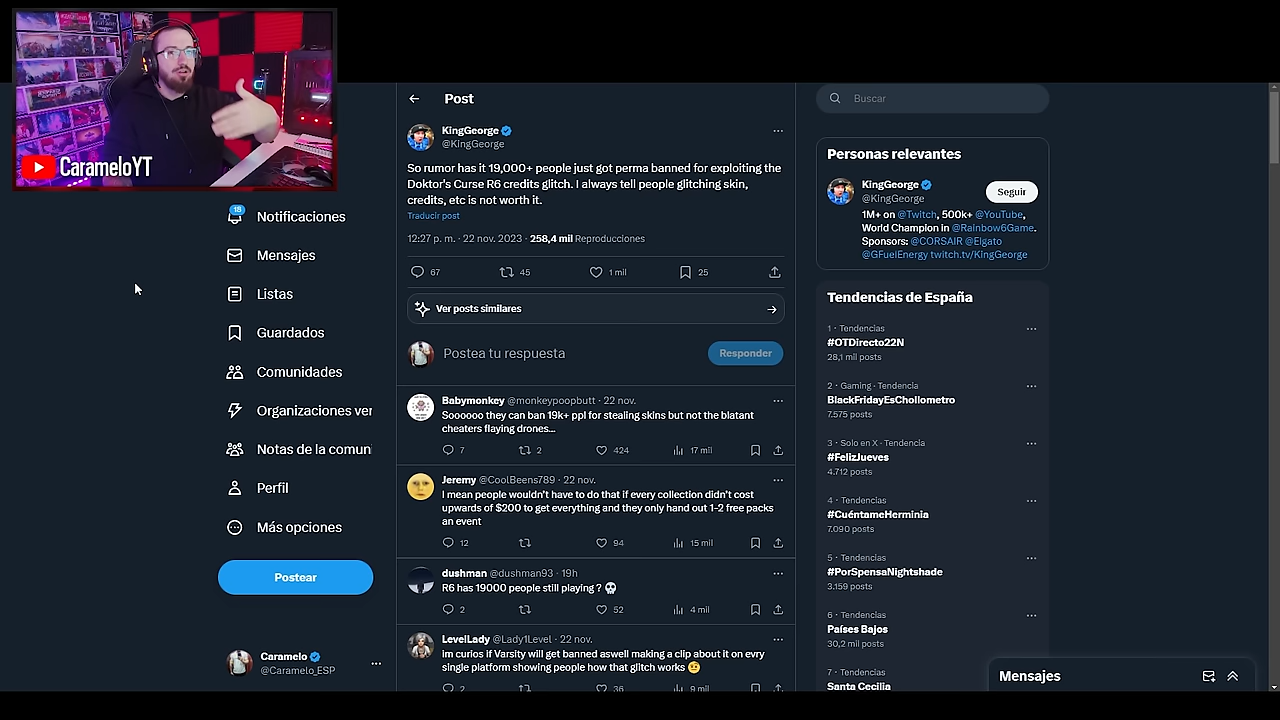 CarameloYT
Notificaciones
18
Mensajes
Listas
Guardados
Comunidades
Organizaciones ver
Notas de la comuni
Perfil
Más opciones
Postear
Caramelo
@Caramelo_ESP
Post
KingGeorge
@KingGeorge
So rumor has it 19,000+ people just got perma banned for exploiting the
Doktor's Curse R6 credits glitch. I always tell people glitching skin,
credits, etc is not worth it.
Traducir post
12:27 p. m. · 22 nov. 2023 · 258,4 mil Reproducciones
67 45 1 mil 25
Ver posts similares
Postea tu respuesta
Responder
Babymonkey @monkeypoopbutt · 22 nov.
Soooooo they can ban 19k+ ppl for stealing skins but not the blatant
cheaters flaying drones...
7 2 424 17 mil
Jeremy @CoolBeens789 · 22 nov.
I mean people wouldn't have to do that if every collection didn't cost
upwards of $200 to get everything and they only hand out 1-2 free packs
an event
12 94 15 mil
dushman @dushman93 · 19h
R6 has 19000 people still playing ?
2 52 4 mil
LevelLady @Lady1Level · 22 nov.
im curios if Varsity will get banned aswell making a clip about it on evry
single platform showing people how that glitch works
2 36 9 mil
Buscar
Personas relevantes
KingGeorge
@KingGeorge
Seguir
1M+ on @Twitch, 500k+ @YouTube,
World Champion in @Rainbow6Game.
Sponsors: @CORSAIR @Elgato
@GFuelEnergy twitch.tv/KingGeorge
Tendencias de España
1 · Tendencias
#OTDirecto22N
28,1 mil posts
2 · Gaming · Tendencia
BlackFridayEsChollometro
7.575 posts
3 · Solo en X · Tendencia
#FelizJueves
4.712 posts
4 · Tendencias
#CuéntameHerminia
7.090 posts
5 · Tendencias
#PorSpensaNightshade
3.159 posts
6 · Tendencias
Países Bajos
30,2 mil posts
7 · Tendencias
Santa Cecilia
Mensajes